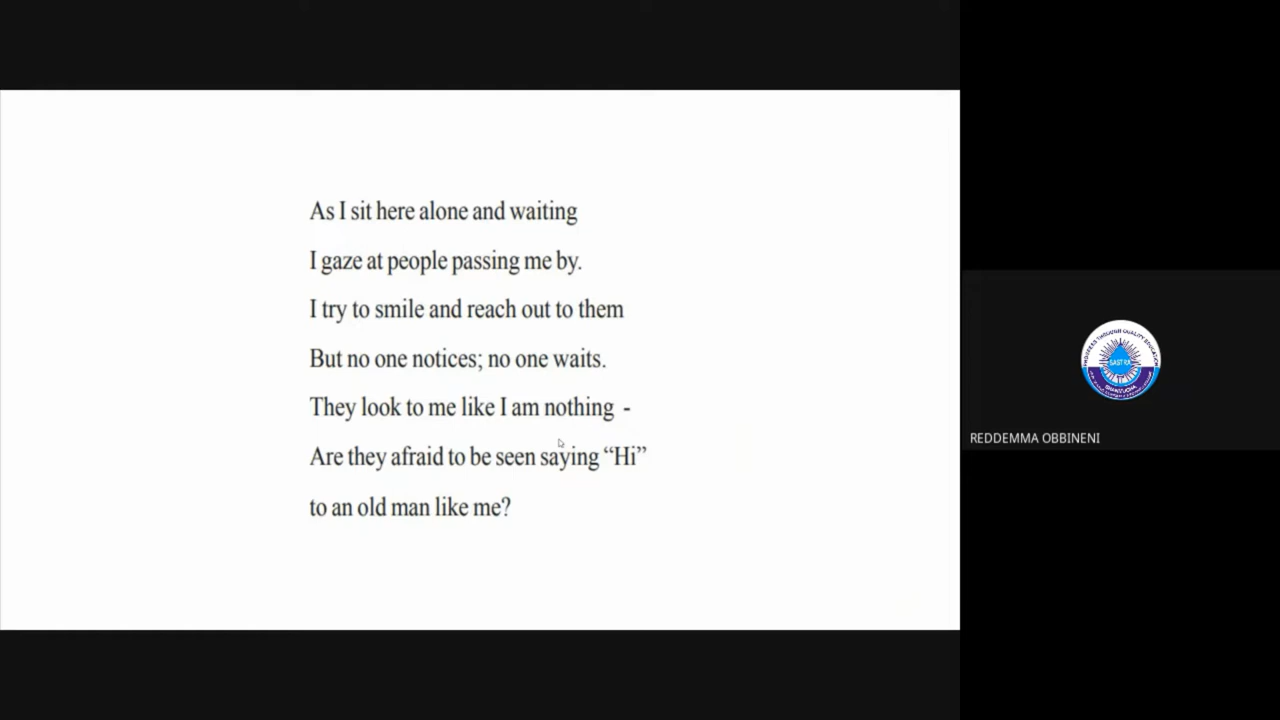 As I sit here alone and waiting
I gaze at people passing me by.
I try to smile and reach out to them
But no one notices; no one waits.
They look to me like I am nothing -
Are they afraid to be seen saying “Hi”
to an old man like me?
SASTRA
REDDEMMA OBBINENI